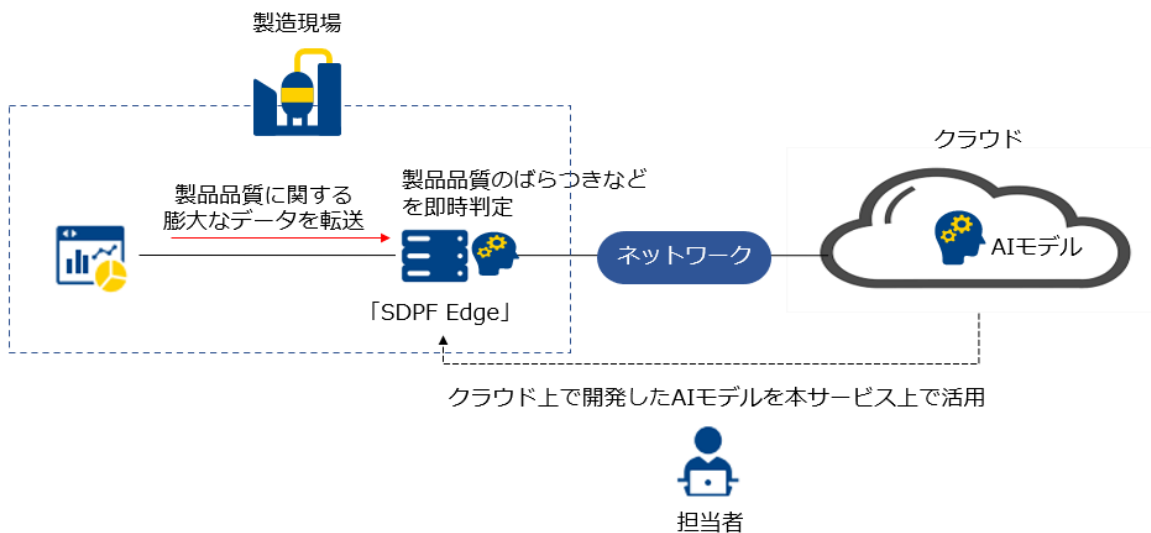 製造現場
クラウド
製品品質に関する
膨大なデータを転送
製品品質のばらつきなど
を即時判定
ネットワーク
AIモデル
「SDPF Edge」
クラウド上で開発したAIモデルを本サービス上で活用
担当者